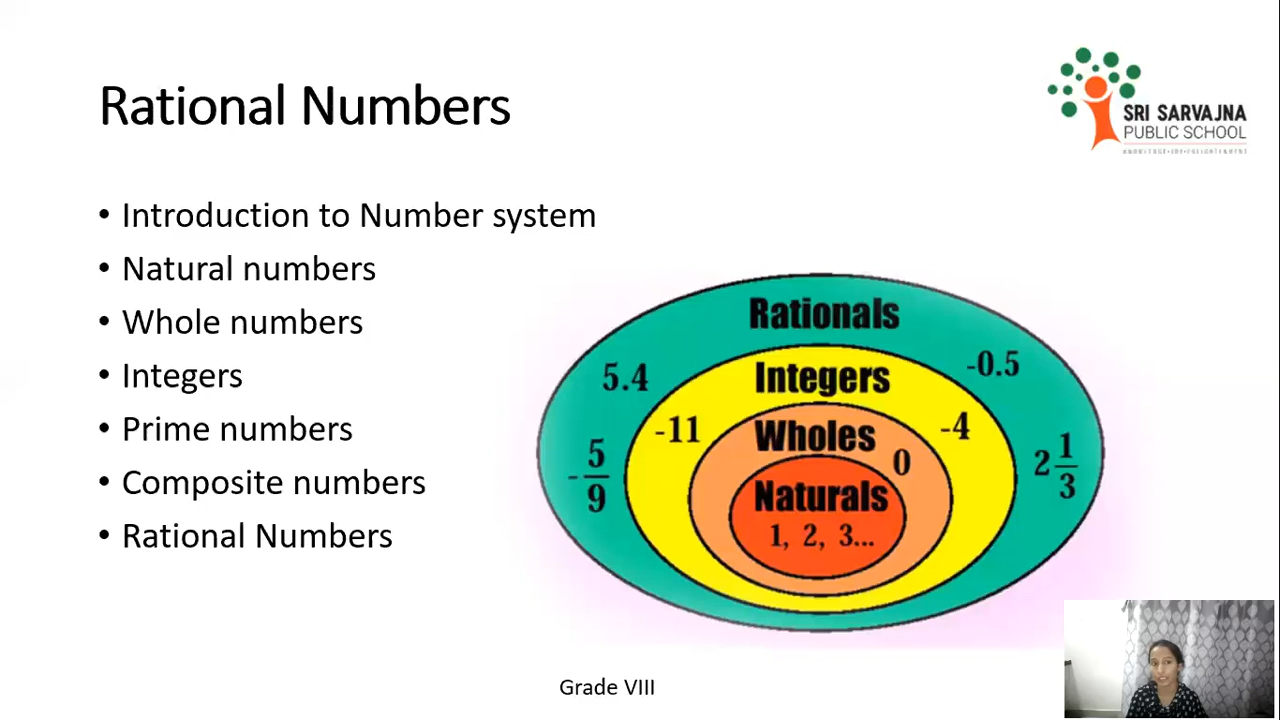 Rational Numbers
SRI SARVAJNA
PUBLIC SCHOOL
• Introduction to Number system
• Natural numbers
• Whole numbers
• Integers
• Prime numbers
• Composite numbers
• Rational Numbers
Rationals
5.4
-0.5
Integers
-11
-4
Wholes
0
-5/9
2 1/3
Naturals
1, 2, 3...
Grade VIII